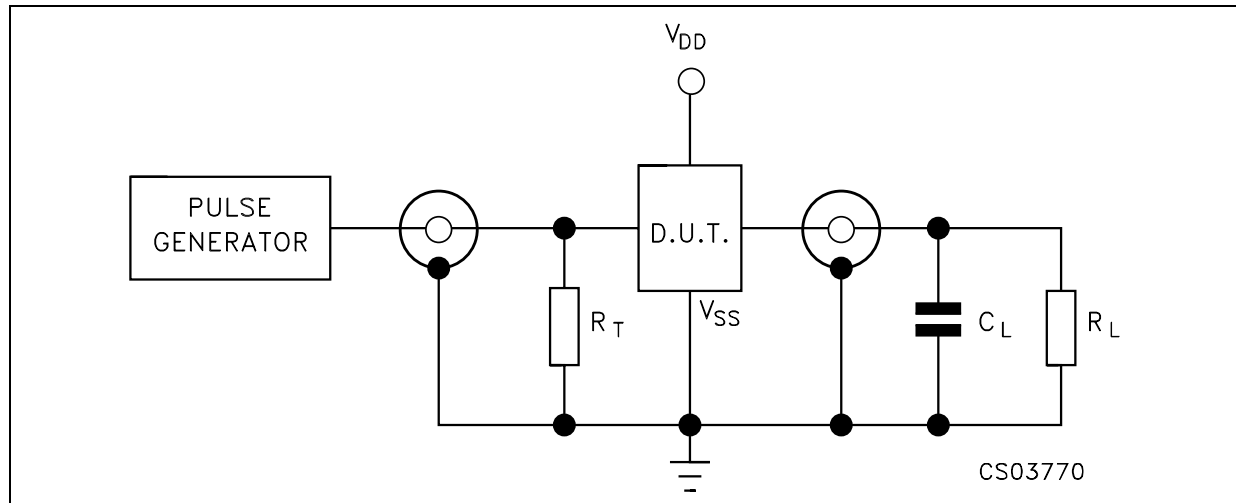 VDD
PULSE
GENERATOR
D.U.T.
VSS
RT
CL
RL
CS03770